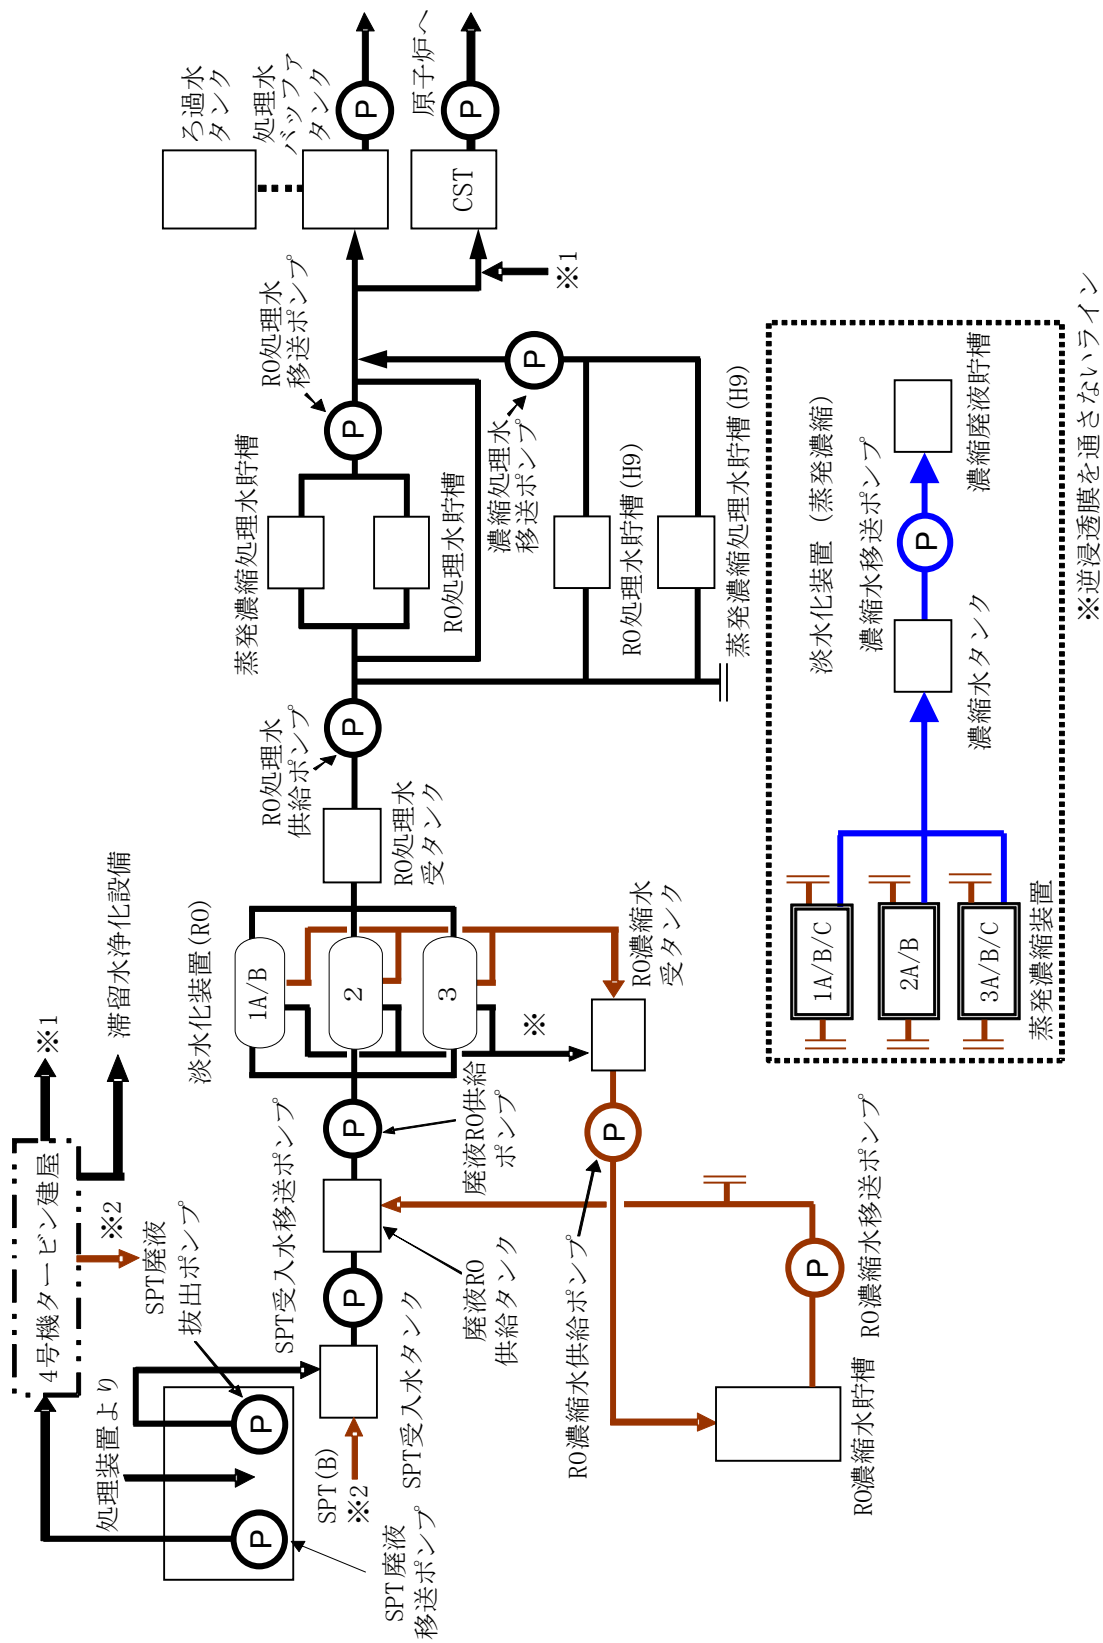 4号機タービン建屋
※1
滞留水浄化設備
※2
処理装置より
SPT廃液
抜出ポンプ
P
P
SPT廃液
移送ポンプ
SPT(B)
※2
SPT受入水タンク
P
SPT受入水移送ポンプ
廃液RO
供給タンク
P
廃液RO供給
ポンプ
淡水化装置(RO)
1A/B
2
3
※
RO処理水
受タンク
RO濃縮水
受タンク
P
RO濃縮水供給ポンプ
RO濃縮水貯槽
P
RO濃縮水移送ポンプ
P
RO処理水
供給ポンプ
蒸発濃縮処理水貯槽
RO処理水貯槽
P
RO処理水
移送ポンプ
濃縮処理水
移送ポンプ
P
RO処理水貯槽(H9)
蒸発濃縮処理水貯槽(H9)
ろ過水
タンク
処理水
バッファ
タンク
P
CST
P
原子炉へ
※1
淡水化装置(蒸発濃縮)
1A/B/C
2A/B
3A/B/C
蒸発濃縮装置
濃縮水タンク
濃縮水移送ポンプ
P
濃縮廃液貯槽
※逆浸透膜を通さないライン